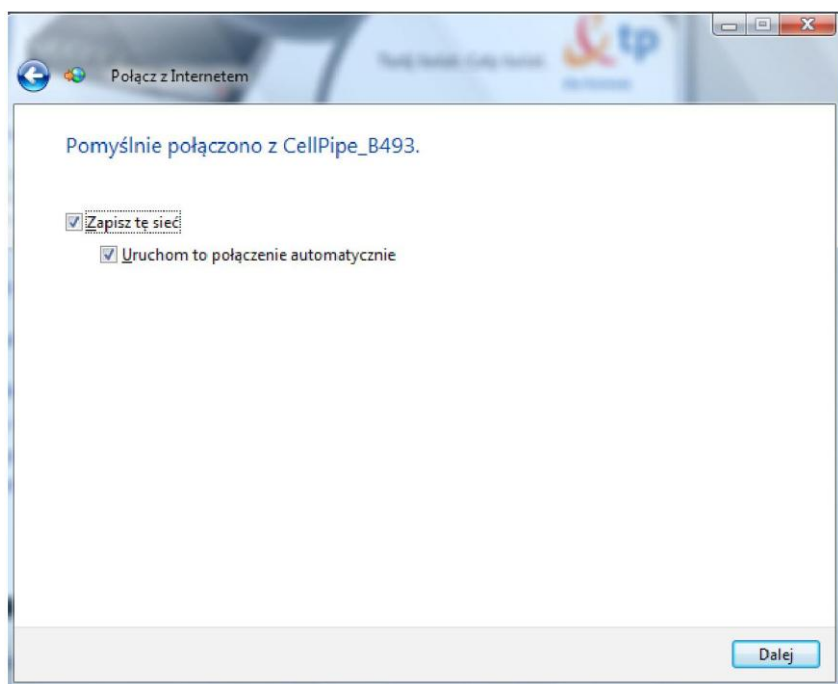 tp
Połącz z Internetem
Pomyślnie połączono z CellPipe_B493.
Zapisz tę sieć
Uruchom to połączenie automatycznie
Dalej